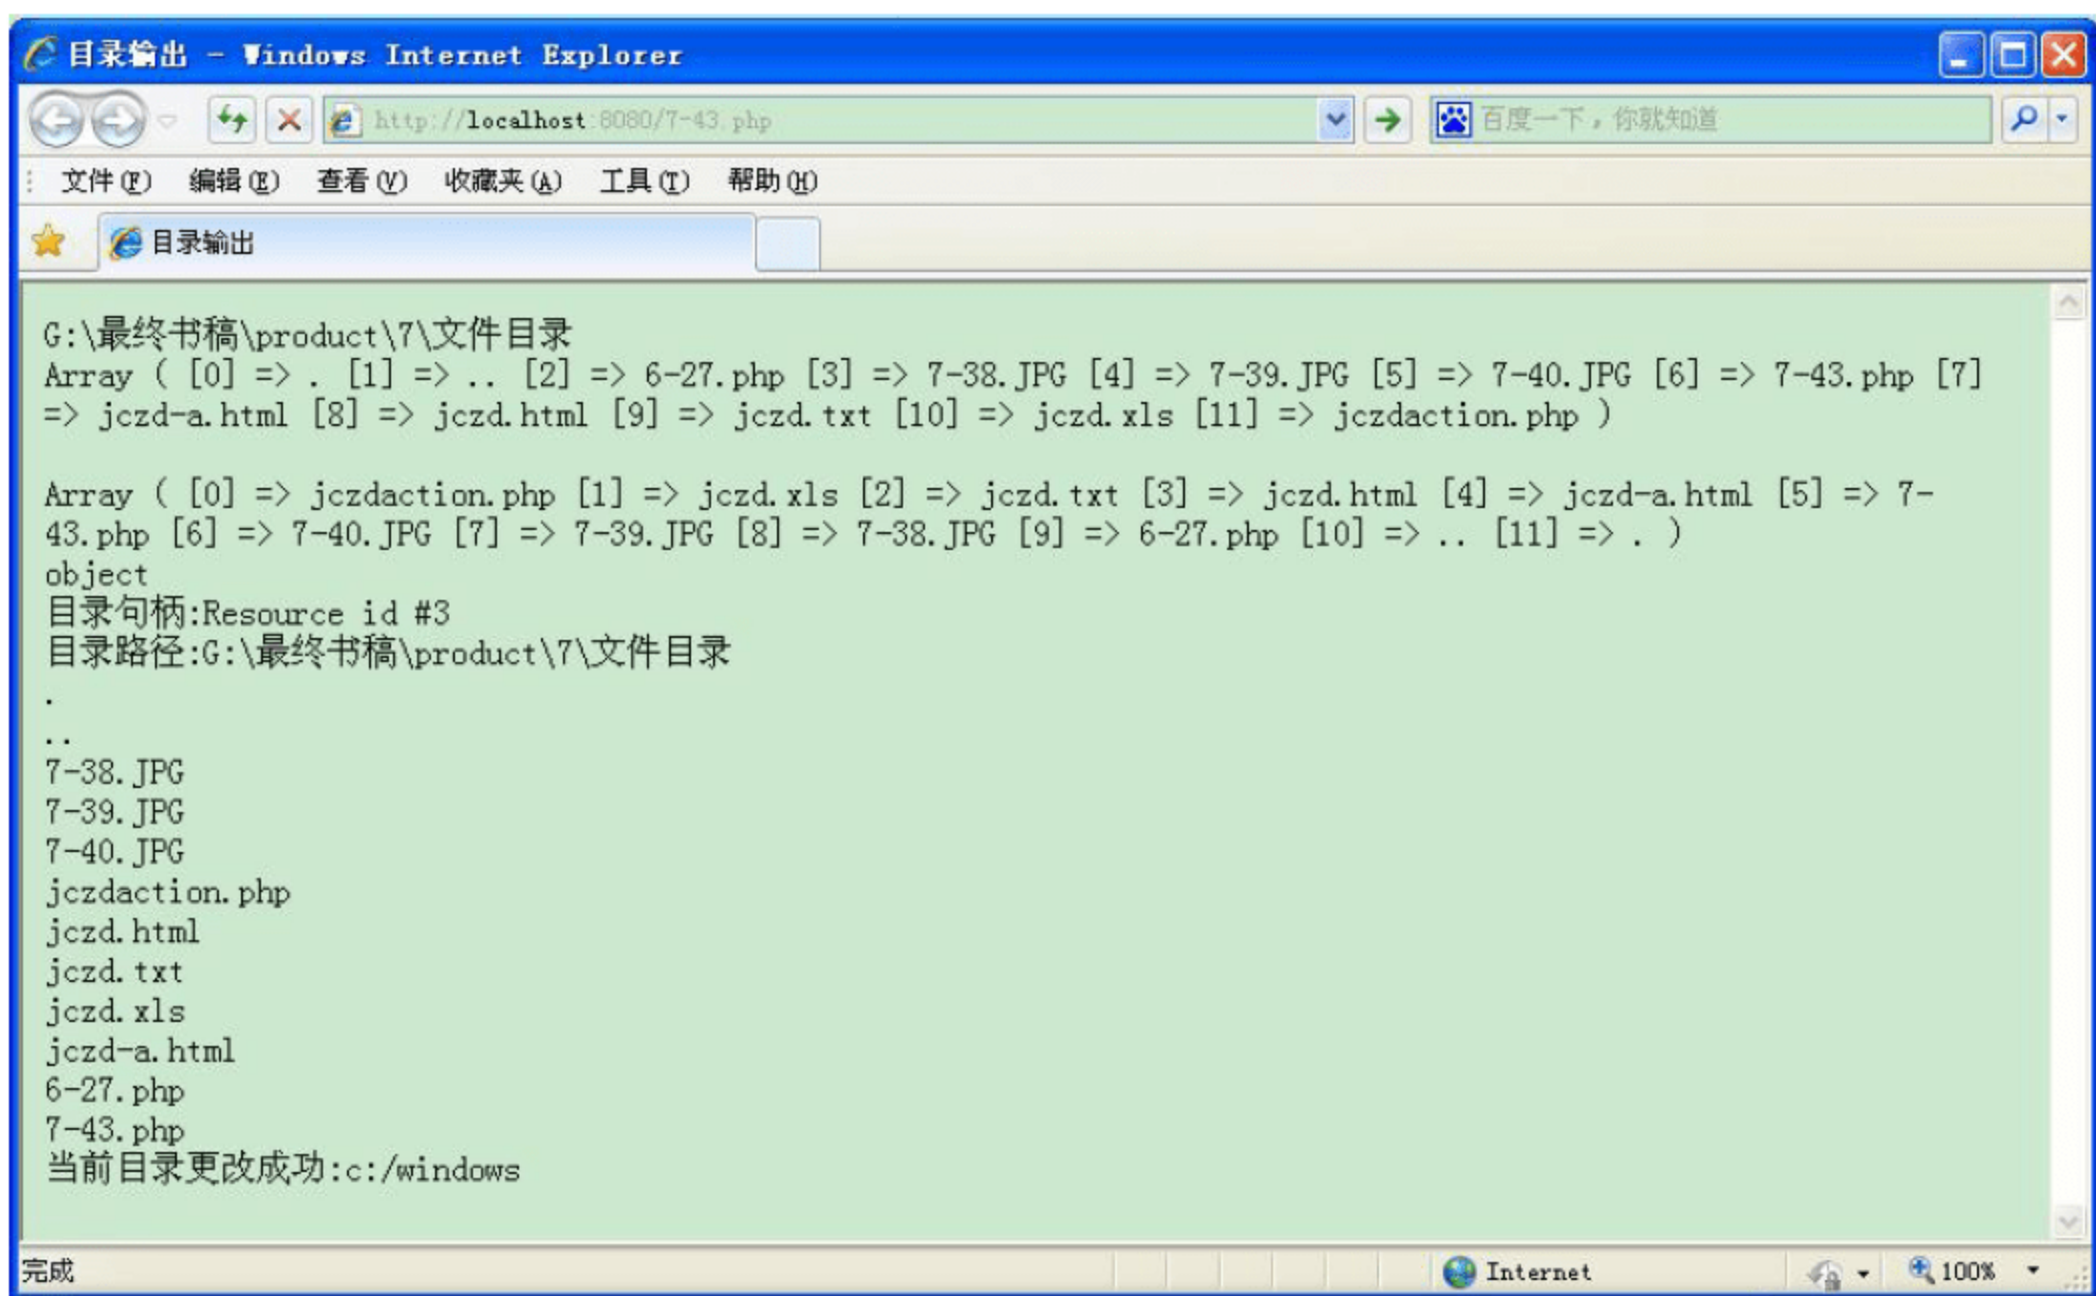 目录输出 - Windows Internet Explorer
http://localhost:8080/7-43.php
百度一下，你就知道
文件(F) 编辑(E) 查看(V) 收藏夹(A) 工具(T) 帮助(H)
目录输出
G:\最终书稿\product\7\文件目录
Array ( [0] => . [1] => .. [2] => 6-27.php [3] => 7-38.JPG [4] => 7-39.JPG [5] => 7-40.JPG [6] => 7-43.php [7]
=> jczd-a.html [8] => jczd.html [9] => jczd.txt [10] => jczd.xls [11] => jczdaction.php )
Array ( [0] => jczdaction.php [1] => jczd.xls [2] => jczd.txt [3] => jczd.html [4] => jczd-a.html [5] => 7-
43.php [6] => 7-40.JPG [7] => 7-39.JPG [8] => 7-38.JPG [9] => 6-27.php [10] => .. [11] => . )
object
目录句柄:Resource id #3
目录路径:G:\最终书稿\product\7\文件目录
.
..
7-38.JPG
7-39.JPG
7-40.JPG
jczdaction.php
jczd.html
jczd.txt
jczd.xls
jczd-a.html
6-27.php
7-43.php
当前目录更改成功:c:/windows
完成
Internet
100%